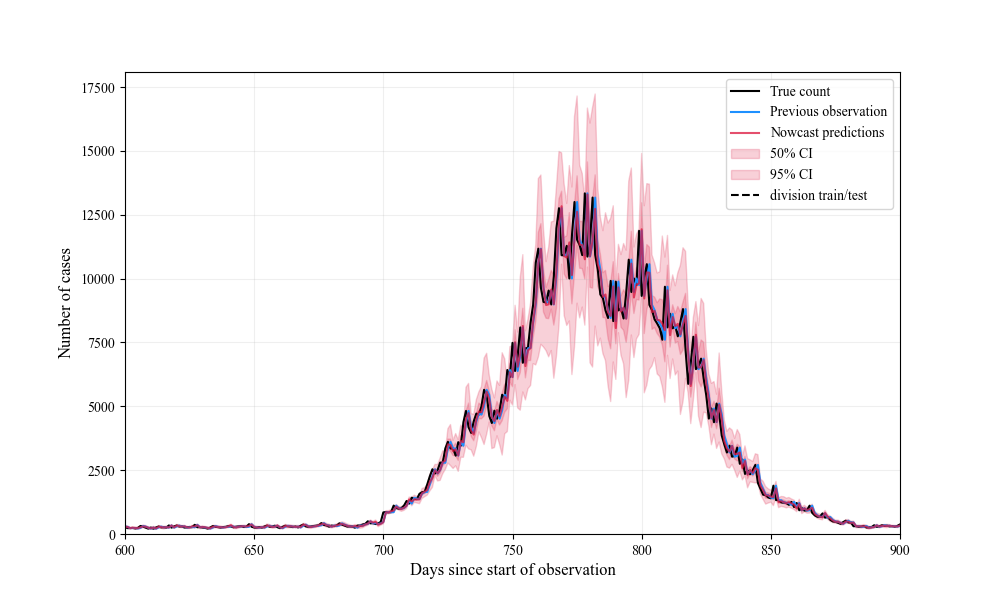 17500
15000
12500
10000
7500
5000
2500
0
Number of cases
True count
Previous observation
Nowcast predictions
50% CI
95% CI
division train/test
600
650
700
750
800
850
900
Days since start of observation